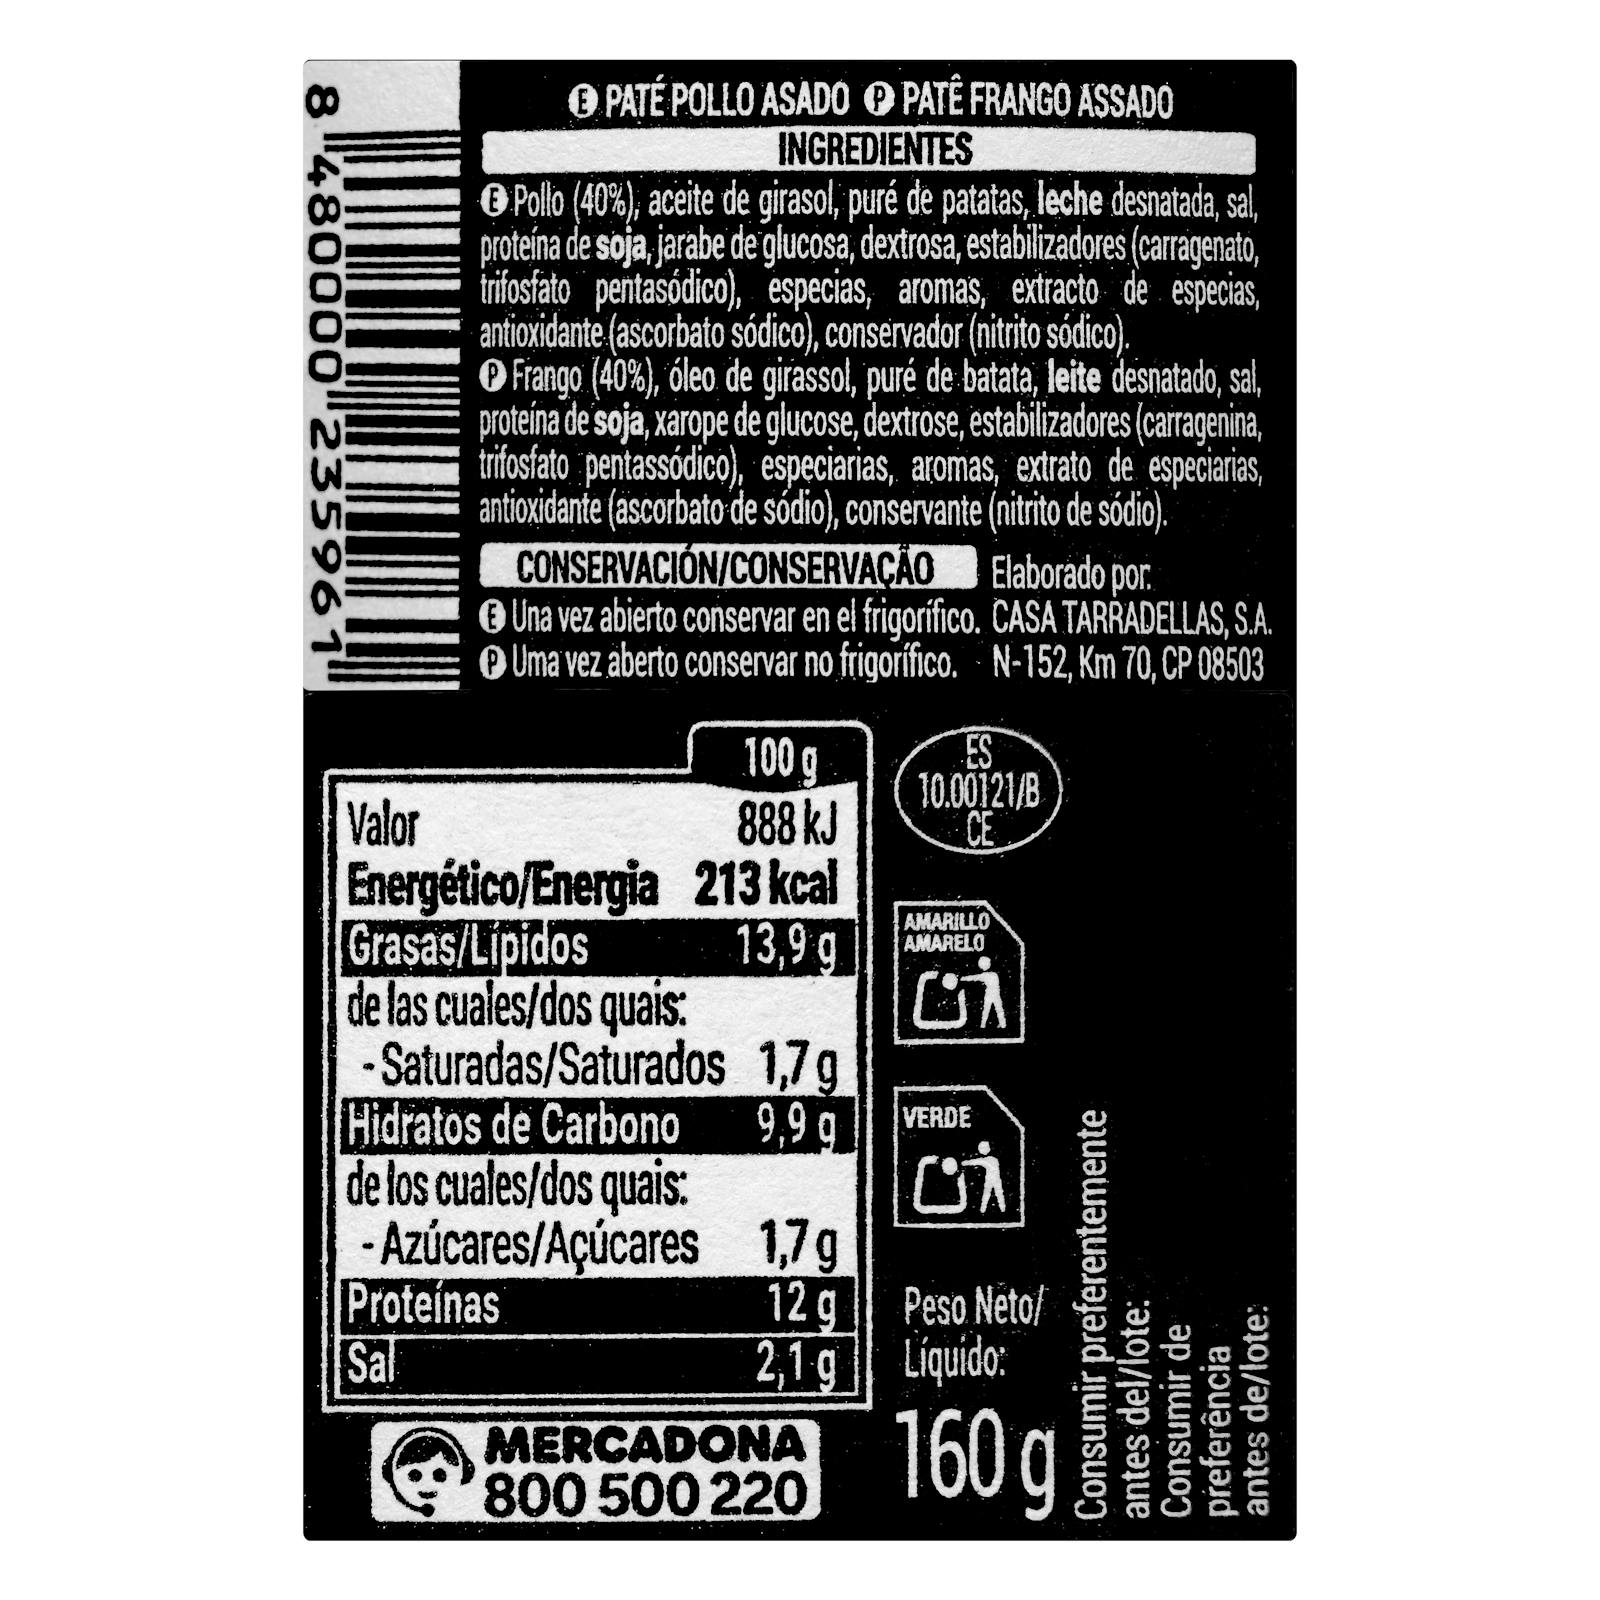 8 480000 235961
E PATÉ POLLO ASADO P PATÊ FRANGO ASSADO
INGREDIENTES
E Pollo (40%), aceite de girasol, puré de patatas, leche desnatada, sal,
proteína de soja, jarabe de glucosa, dextrosa, estabilizadores (carragenato,
trifosfato pentasódico), especias, aromas, extracto de especias,
antioxidante (ascorbato sódico), conservador (nitrito sódico).
P Frango (40%), óleo de girassol, puré de batata, leite desnatado, sal,
proteína de soja, xarope de glucose, dextrose, estabilizadores (carragenina,
trifosfato pentassódico), especiarias, aromas, extrato de especiarias,
antioxidante (ascorbato de sódio), conservante (nitrito de sódio).
CONSERVACIÓN/CONSERVAÇÃO
E Una vez abierto conservar en el frigorífico.
P Uma vez aberto conservar no frigorífico.
Elaborado por:
CASA TARRADELLAS, S.A.
N-152, Km 70, CP 08503
100 g
Valor 888 kJ
Energético/Energia 213 kcal
Grasas/Lípidos 13,9 g
de las cuales/dos quais:
- Saturadas/Saturados 1,7 g
Hidratos de Carbono 9,9 g
de los cuales/dos quais:
- Azúcares/Açúcares 1,7 g
Proteínas 12 g
Sal 2,1 g
MERCADONA
800 500 220
ES
10.00121/B
CE
AMARILLO
AMARELO
VERDE
Peso Neto/
Líquido:
160 g
Consumir preferentemente
antes del/lote:
Consumir de
preferência
antes de/lote: